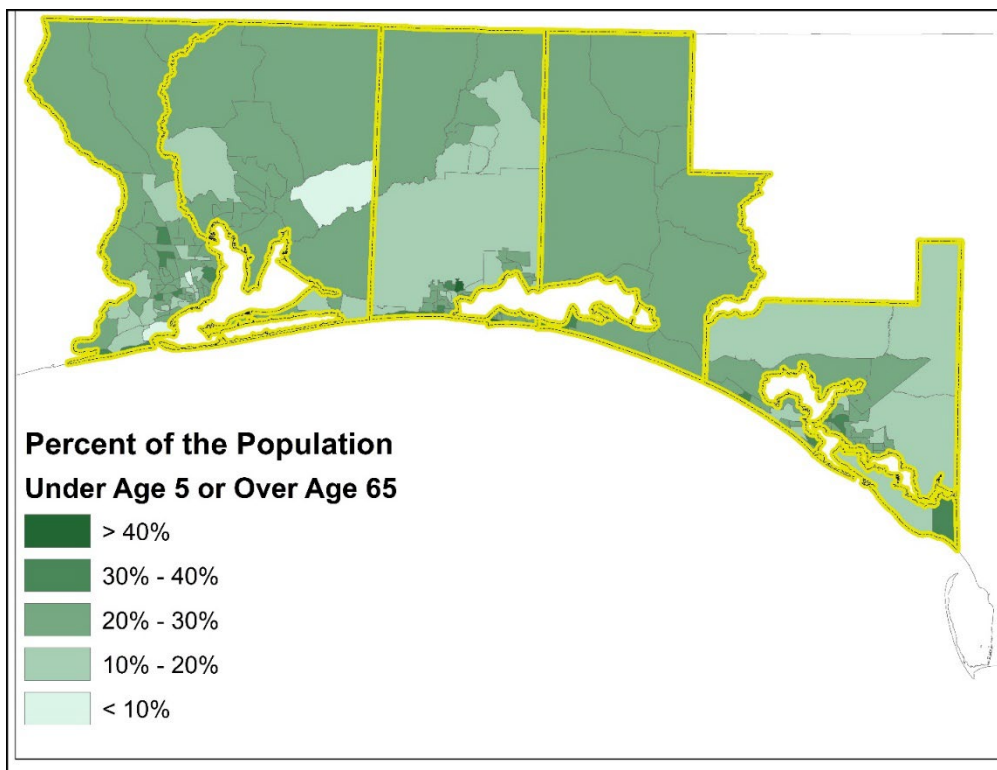 Percent of the Population
Under Age 5 or Over Age 65
> 40%
30% - 40%
20% - 30%
10% - 20%
< 10%